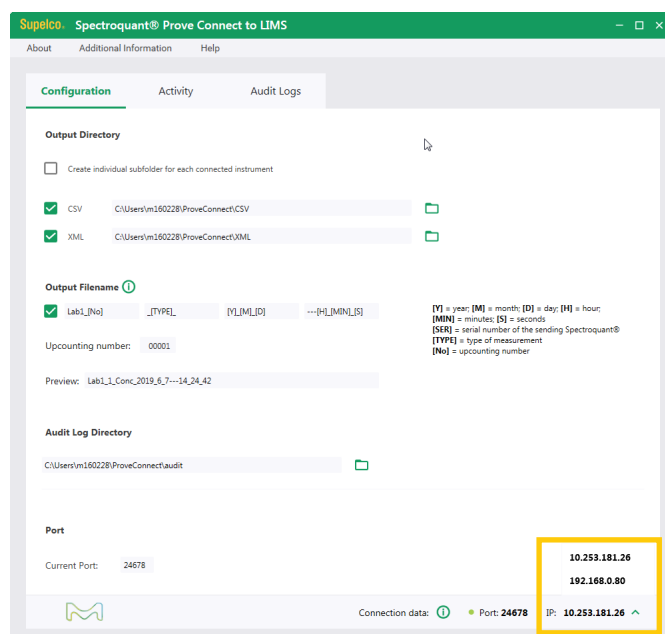 Supelco. Spectroquant® Prove Connect to LIMS
About Additional Information Help
Configuration Activity Audit Logs
Output Directory
Create individual subfolder for each connected instrument
CSV C:\Users\m160228\ProveConnect\CSV
XML C:\Users\m160228\ProveConnect\XML
Output Filename
Lab1_[No] _[TYPE]_ [Y]_[M]_[D] ---[H]_[MIN]_[S]
[Y] = year; [M] = month; [D] = day; [H] = hour;
[MIN] = minutes; [S] = seconds
[SER] = serial number of the sending Spectroquant®
[TYPE] = type of measurement
[No] = upcounting number
Upcounting number: 00001
Preview: Lab1_1_Conc_2019_6_7---14_24_42
Audit Log Directory
C:\Users\m160228\ProveConnect\audit
Port
Current Port: 24678
10.253.181.26
192.168.0.80
Connection data: Port: 24678 IP: 10.253.181.26